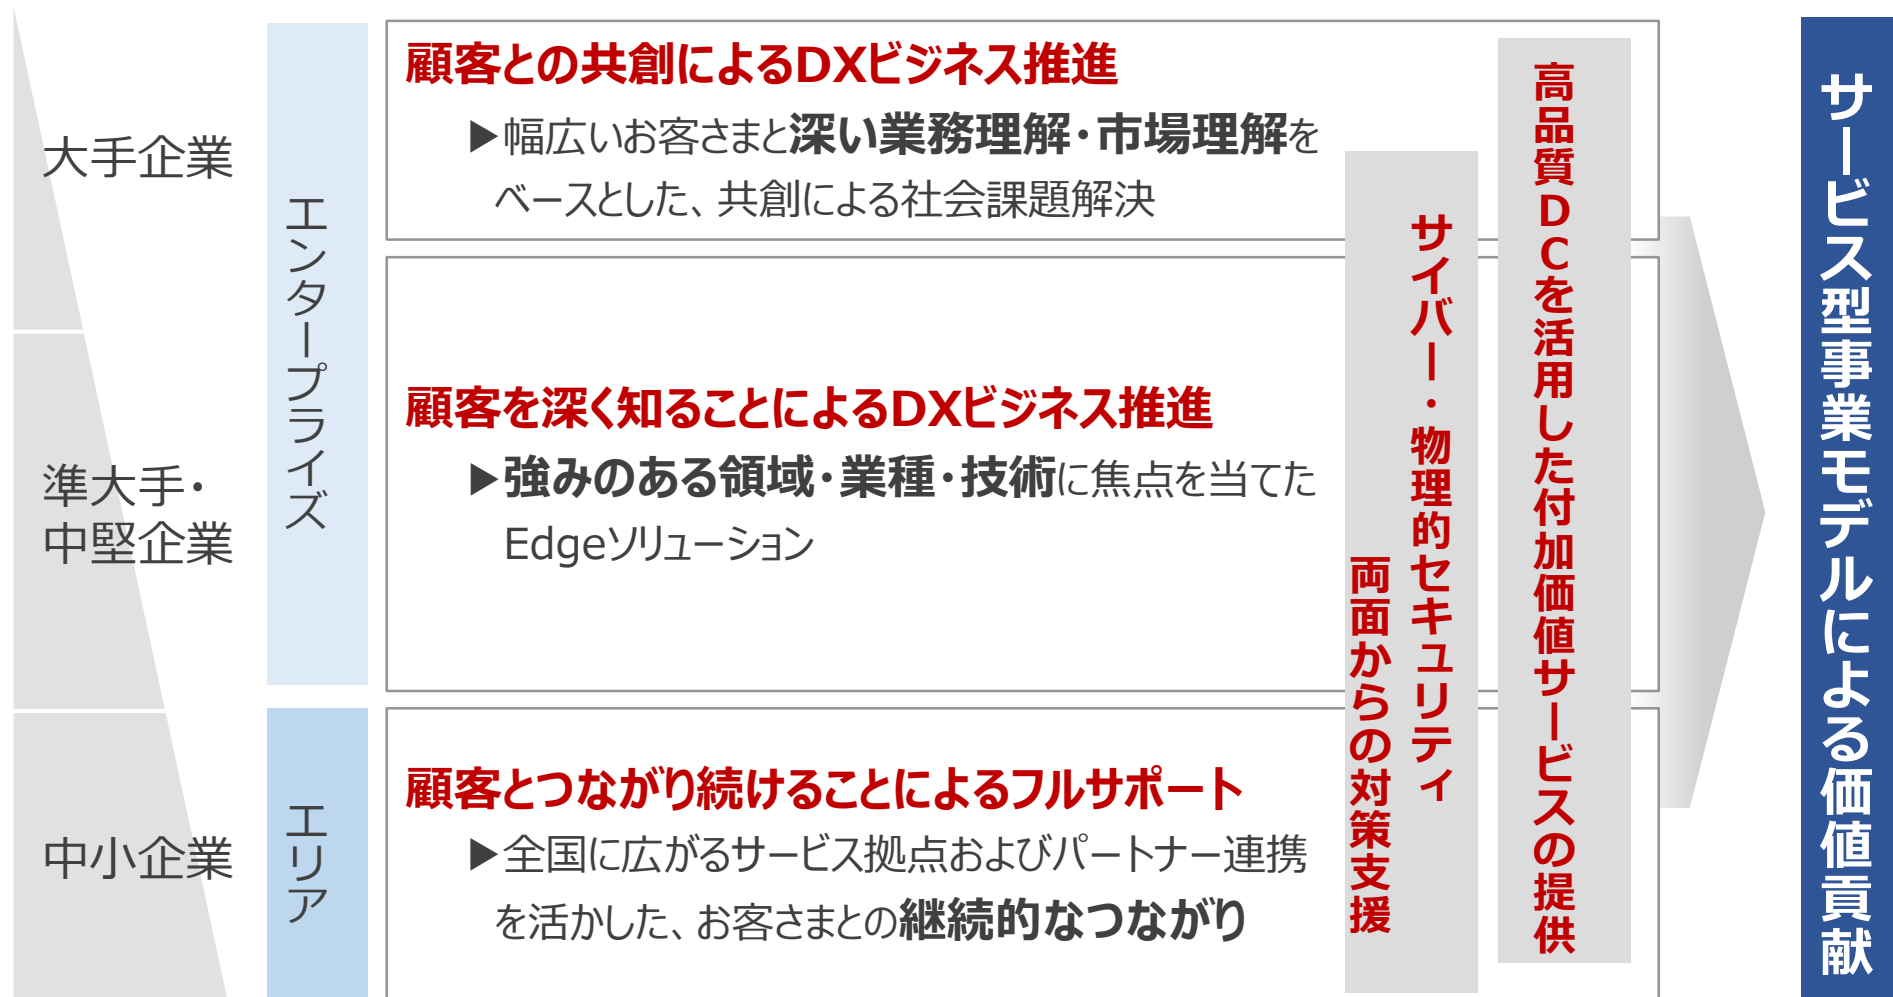 大手企業
準大手・
中堅企業
中小企業
エンタープライズ
エリア
顧客との共創によるDXビジネス推進
▶幅広いお客さまと深い業務理解・市場理解を
ベースとした、共創による社会課題解決
顧客を深く知ることによるDXビジネス推進
▶強みのある領域・業種・技術に焦点を当てた
Edgeソリューション
顧客とつながり続けることによるフルサポート
▶全国に広がるサービス拠点およびパートナー連携
を活かした、お客さまとの継続的なつながり
サイバー・物理的セキュリティ
両面からの対策支援
高品質DCを活用した付加価値サービスの提供
サービス型事業モデルによる価値貢献